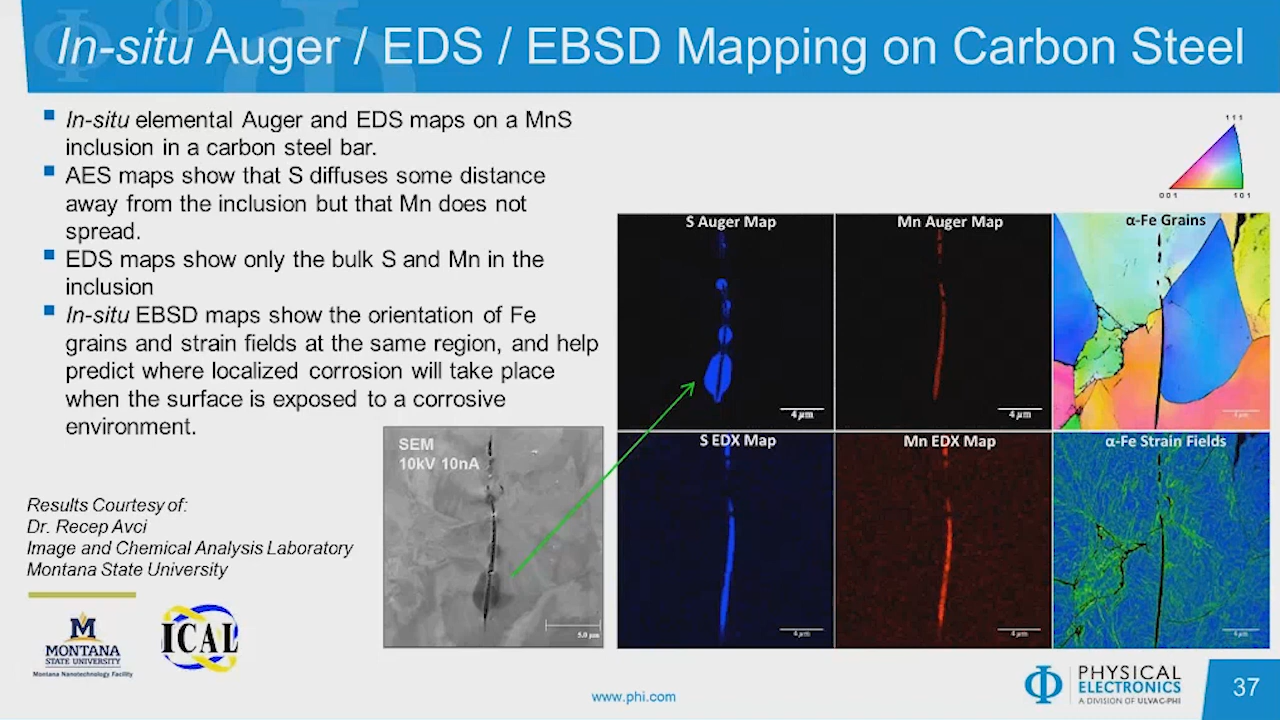 In-situ Auger / EDS / EBSD Mapping on Carbon Steel
In-situ elemental Auger and EDS maps on a MnS
inclusion in a carbon steel bar.
AES maps show that S diffuses some distance
away from the inclusion but that Mn does not
spread.
EDS maps show only the bulk S and Mn in the
inclusion
In-situ EBSD maps show the orientation of Fe
grains and strain fields at the same region, and help
predict where localized corrosion will take place
when the surface is exposed to a corrosive
environment.
Results Courtesy of:
Dr. Recep Avci
Image and Chemical Analysis Laboratory
Montana State University
M
MONTANA
STATE UNIVERSITY
Montana Nanotechnology Facility
ICAL
SEM
10kV 10nA
5.0 μm
111
001 101
S Auger Map
4 μm
Mn Auger Map
4 μm
α-Fe Grains
4 μm
S EDX Map
4 μm
Mn EDX Map
4 μm
α-Fe Strain Fields
4 μm
www.phi.com
PHYSICAL
ELECTRONICS
A DIVISION OF ULVAC-PHI
37